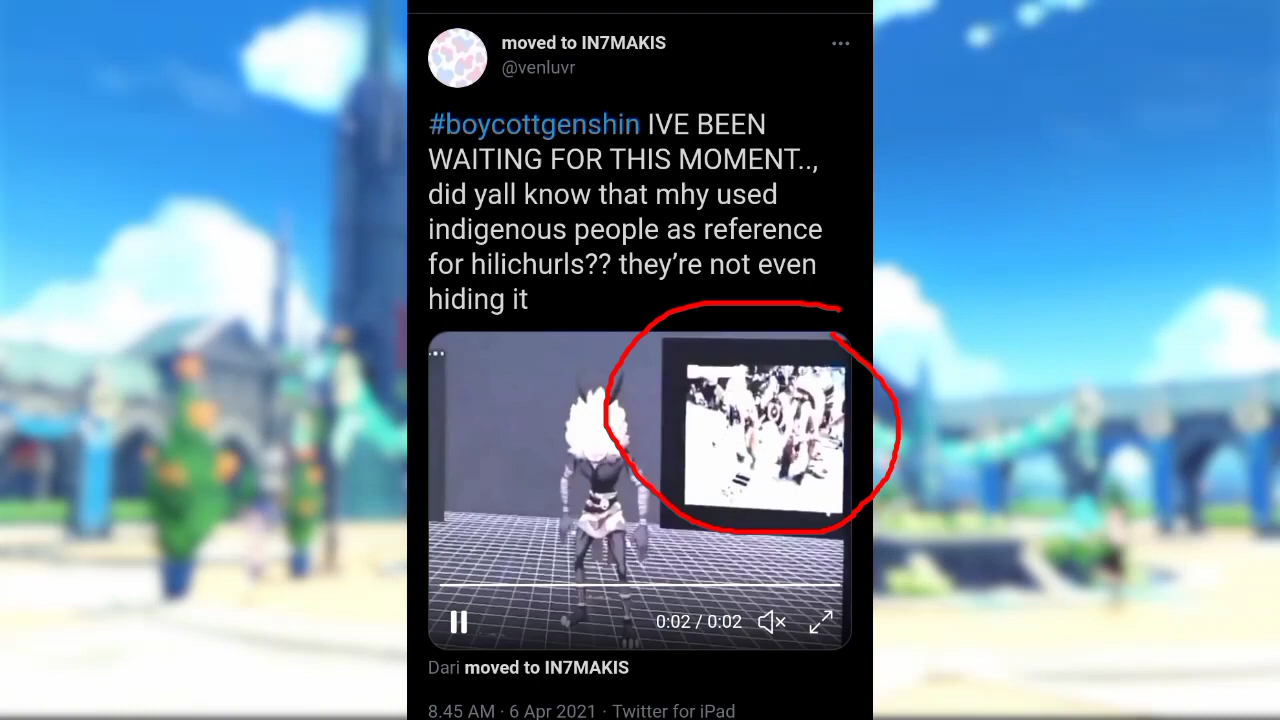 moved to IN7MAKIS
@venluvr
#boycottgenshin IVE BEEN
WAITING FOR THIS MOMENT..,
did yall know that mhy used
indigenous people as reference
for hilichurls?? they’re not even
hiding it
0:02 / 0:02
Dari moved to IN7MAKIS
8.45 AM · 6 Apr 2021 · Twitter for iPad